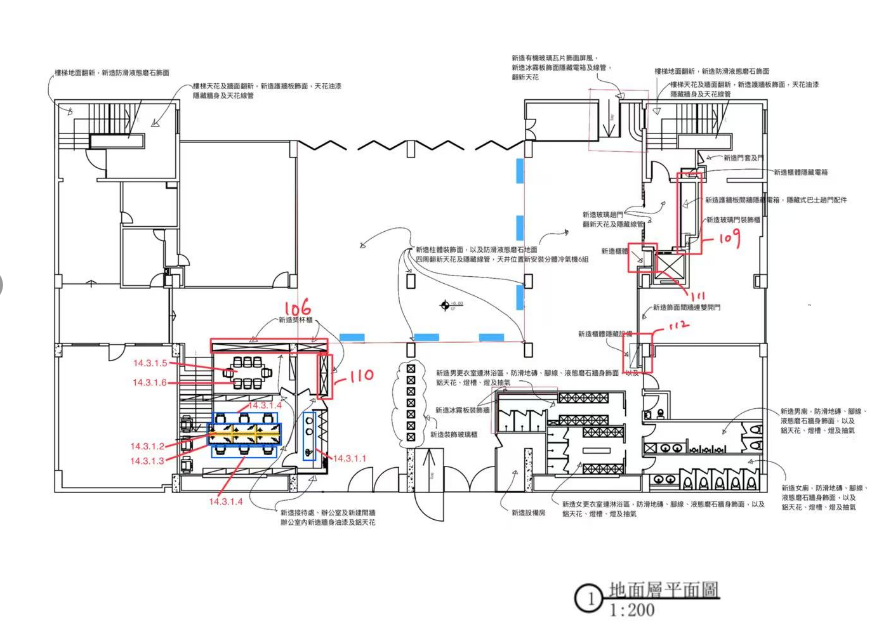 新造有機玻璃瓦片飾面屏風，
新造冰霧板飾面隱藏電箱及線管，
翻新天花
樓梯地面翻新、新造防滑液態磨石飾面
樓梯地面翻新、新造防滑液態磨石飾面
樓梯天花及牆面翻新，新造護牆板飾面，天花油漆
隱藏牆身及天花線管
樓梯天花及牆面翻新，新造護牆板飾面，天花油漆
隱藏牆身及天花線管
新造門套及門
新造櫃體隱藏電箱
新造護牆板間牆隱藏電箱，隱藏式巴士趟門配件
新造玻璃趟門
翻新天花及隱藏線管
新造玻璃門裝飾櫃
109
新造柱體裝飾面，以及防滑液態磨石地面
四周翻新天花及隱藏線管，天井位置新安裝分體冷氣機6組
新造櫃體
111
106
新造飾面間牆連雙開門
112
新造櫃體隱藏設備
14.3.1.5
14.3.1.6
110
新造男更衣室連淋浴區、防滑地磚、腳線、液態磨石牆身飾面，以及
鋁天花、燈槽、燈及抽氣
14.3.1.4
新造冰霧板裝飾牆
新造男廁、防滑地磚、腳線、
液態磨石牆身飾面，以及
鋁天花、燈槽、燈及抽氣
新造裝飾玻璃櫃
14.3.1.2
14.3.1.3
14.3.1.1
14.3.1.4
新造女廁、防滑地磚、腳線、
液態磨石牆身飾面，以及
鋁天花、燈槽、燈及抽氣
新造接待處、辦公室及新建間牆
辦公室內新造牆身油漆及鋁天花
新造設備房
新造女更衣室連淋浴區、防滑地磚、腳線、液態磨石牆身飾面，以及
鋁天花、燈槽、燈及抽氣
1
地面層平面圖
1:200